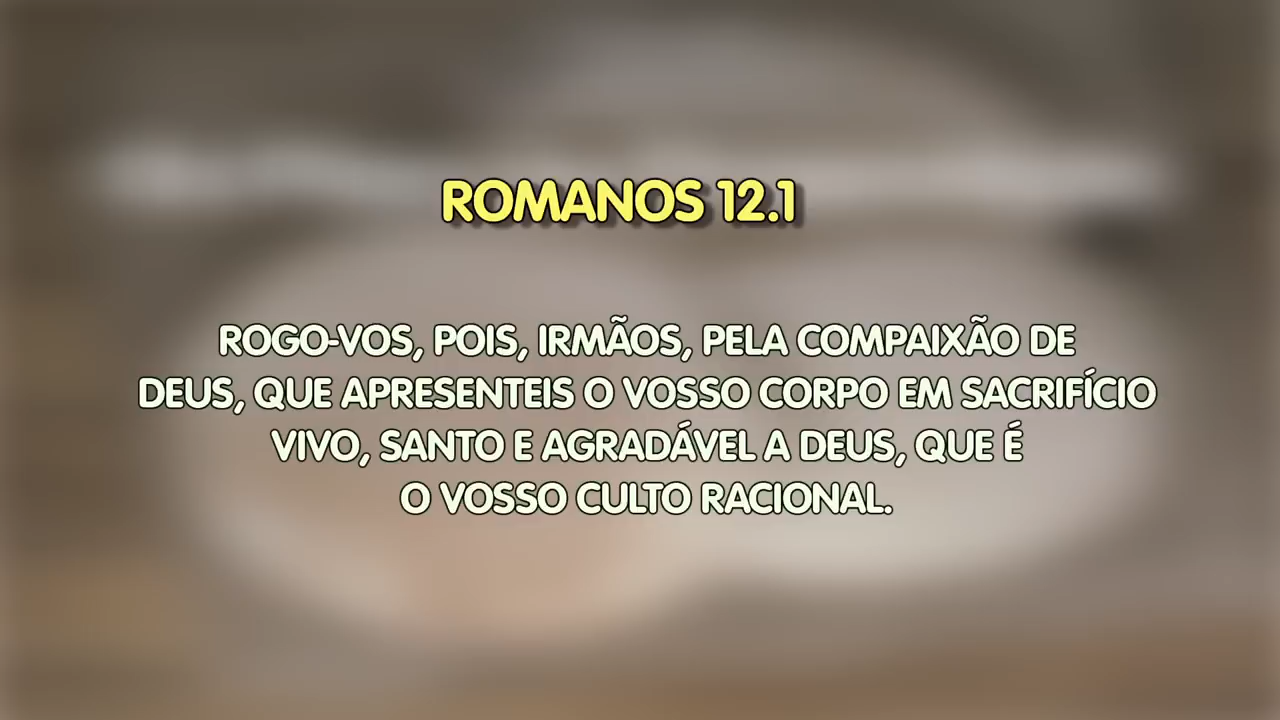 ROMANOS 12.1
ROGO-VOS, POIS, IRMÃOS, PELA COMPAIXÃO DE
DEUS, QUE APRESENTEIS O VOSSO CORPO EM SACRIFÍCIO
VIVO, SANTO E AGRADÁVEL A DEUS, QUE É
O VOSSO CULTO RACIONAL.